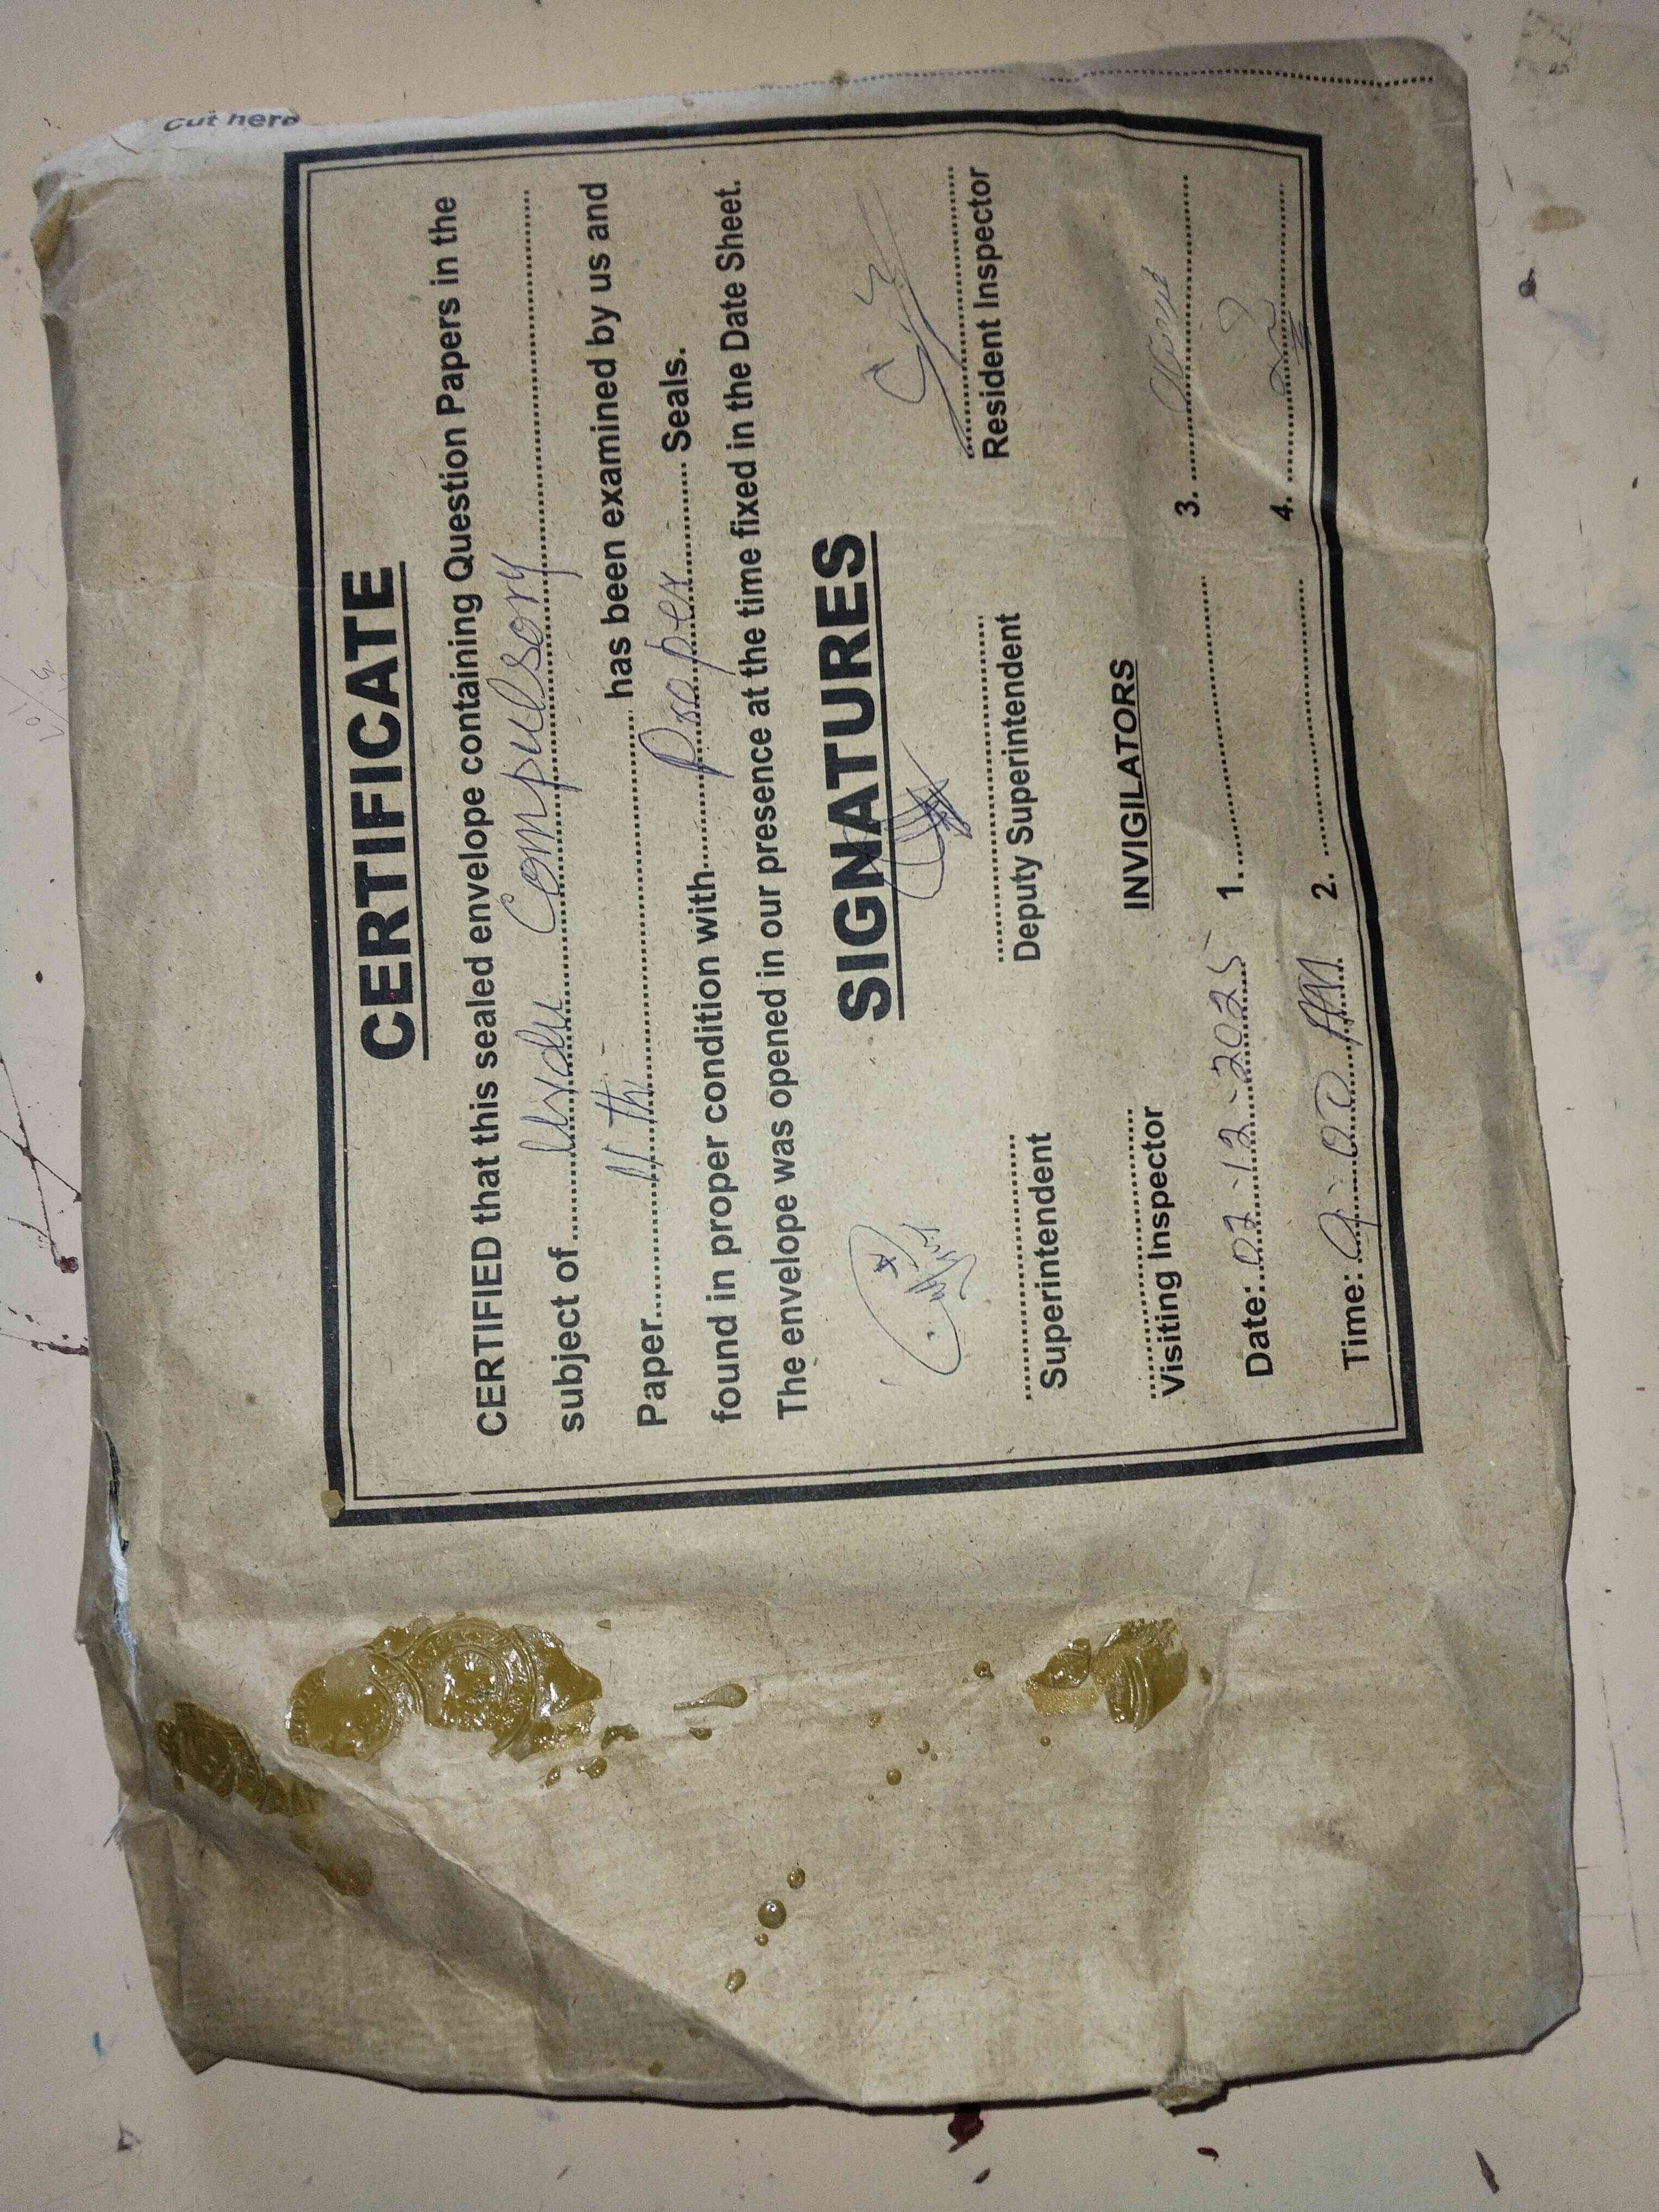 Cut here
CERTIFICATE
CERTIFIED that this sealed envelope containing Question Papers in the
subject of Urdu Compulsory
Paper 11th has been examined by us and
found in proper condition with Proper Seals.
The envelope was opened in our presence at the time fixed in the Date Sheet.
SIGNATURES
Superintendent Deputy Superintendent Resident Inspector
Visiting Inspector INVIGILATORS
Date: 02-12-2025 1. 3.
Time: 9:00 AM 2. 4.